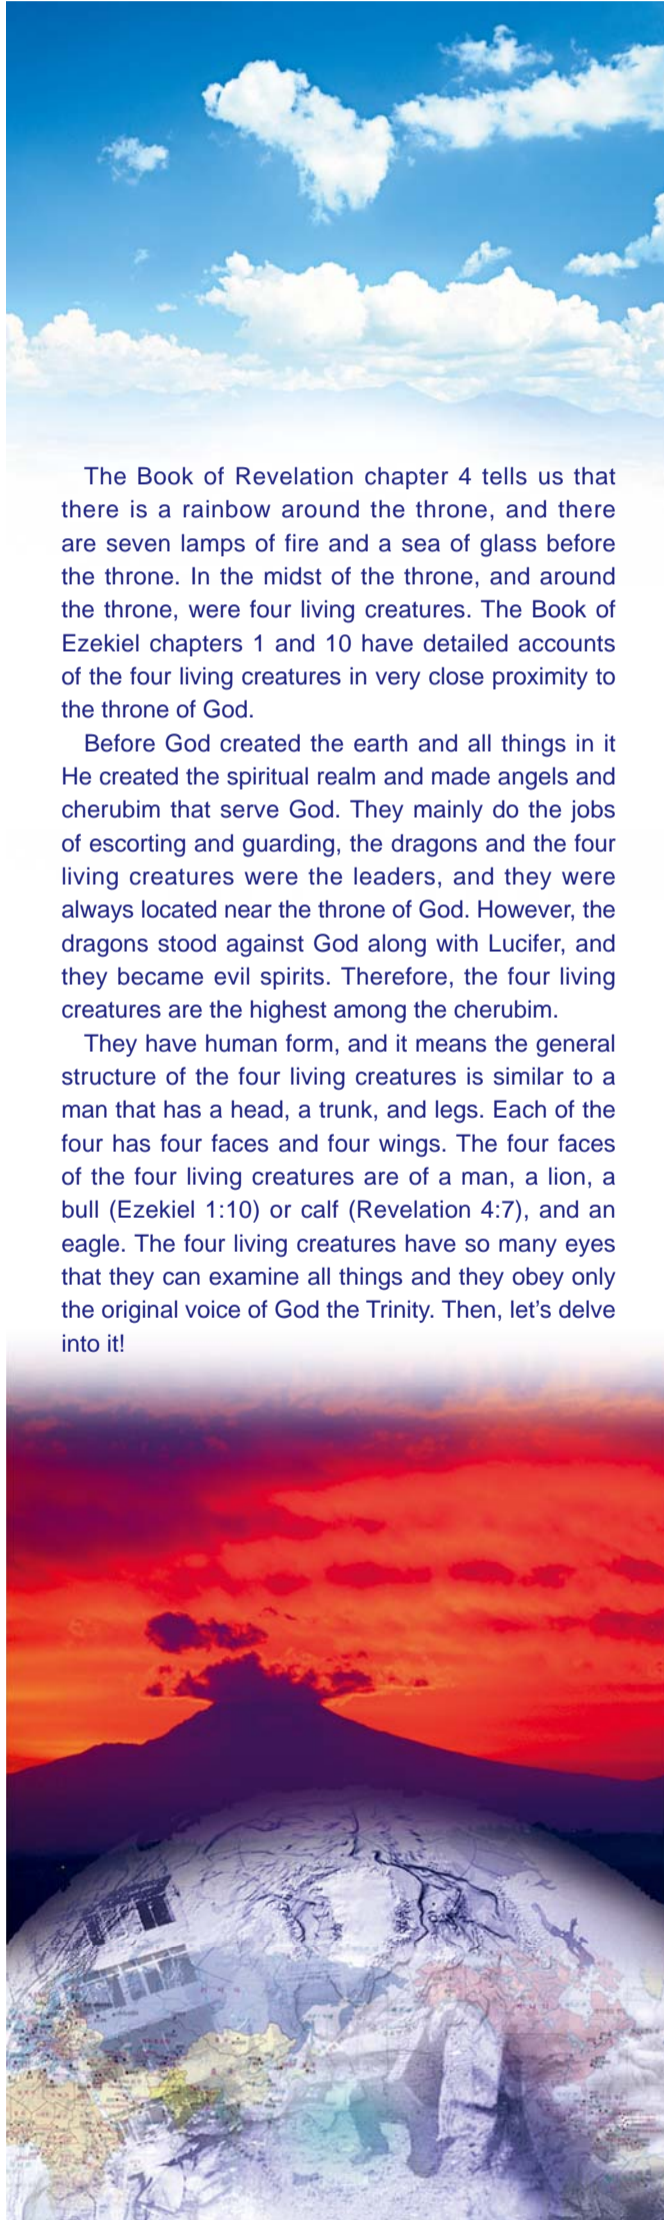 The Book of Revelation chapter 4 tells us that
there is a rainbow around the throne, and there
are seven lamps of fire and a sea of glass before
the throne. In the midst of the throne, and around
the throne, were four living creatures. The Book of
Ezekiel chapters 1 and 10 have detailed accounts
of the four living creatures in very close proximity to
the throne of God.
Before God created the earth and all things in it
He created the spiritual realm and made angels and
cherubim that serve God. They mainly do the jobs
of escorting and guarding, the dragons and the four
living creatures were the leaders, and they were
always located near the throne of God. However, the
dragons stood against God along with Lucifer, and
they became evil spirits. Therefore, the four living
creatures are the highest among the cherubim.
They have human form, and it means the general
structure of the four living creatures is similar to a
man that has a head, a trunk, and legs. Each of the
four has four faces and four wings. The four faces
of the four living creatures are of a man, a lion, a
bull (Ezekiel 1:10) or calf (Revelation 4:7), and an
eagle. The four living creatures have so many eyes
that they can examine all things and they obey only
the original voice of God the Trinity. Then, let's delve
into it!